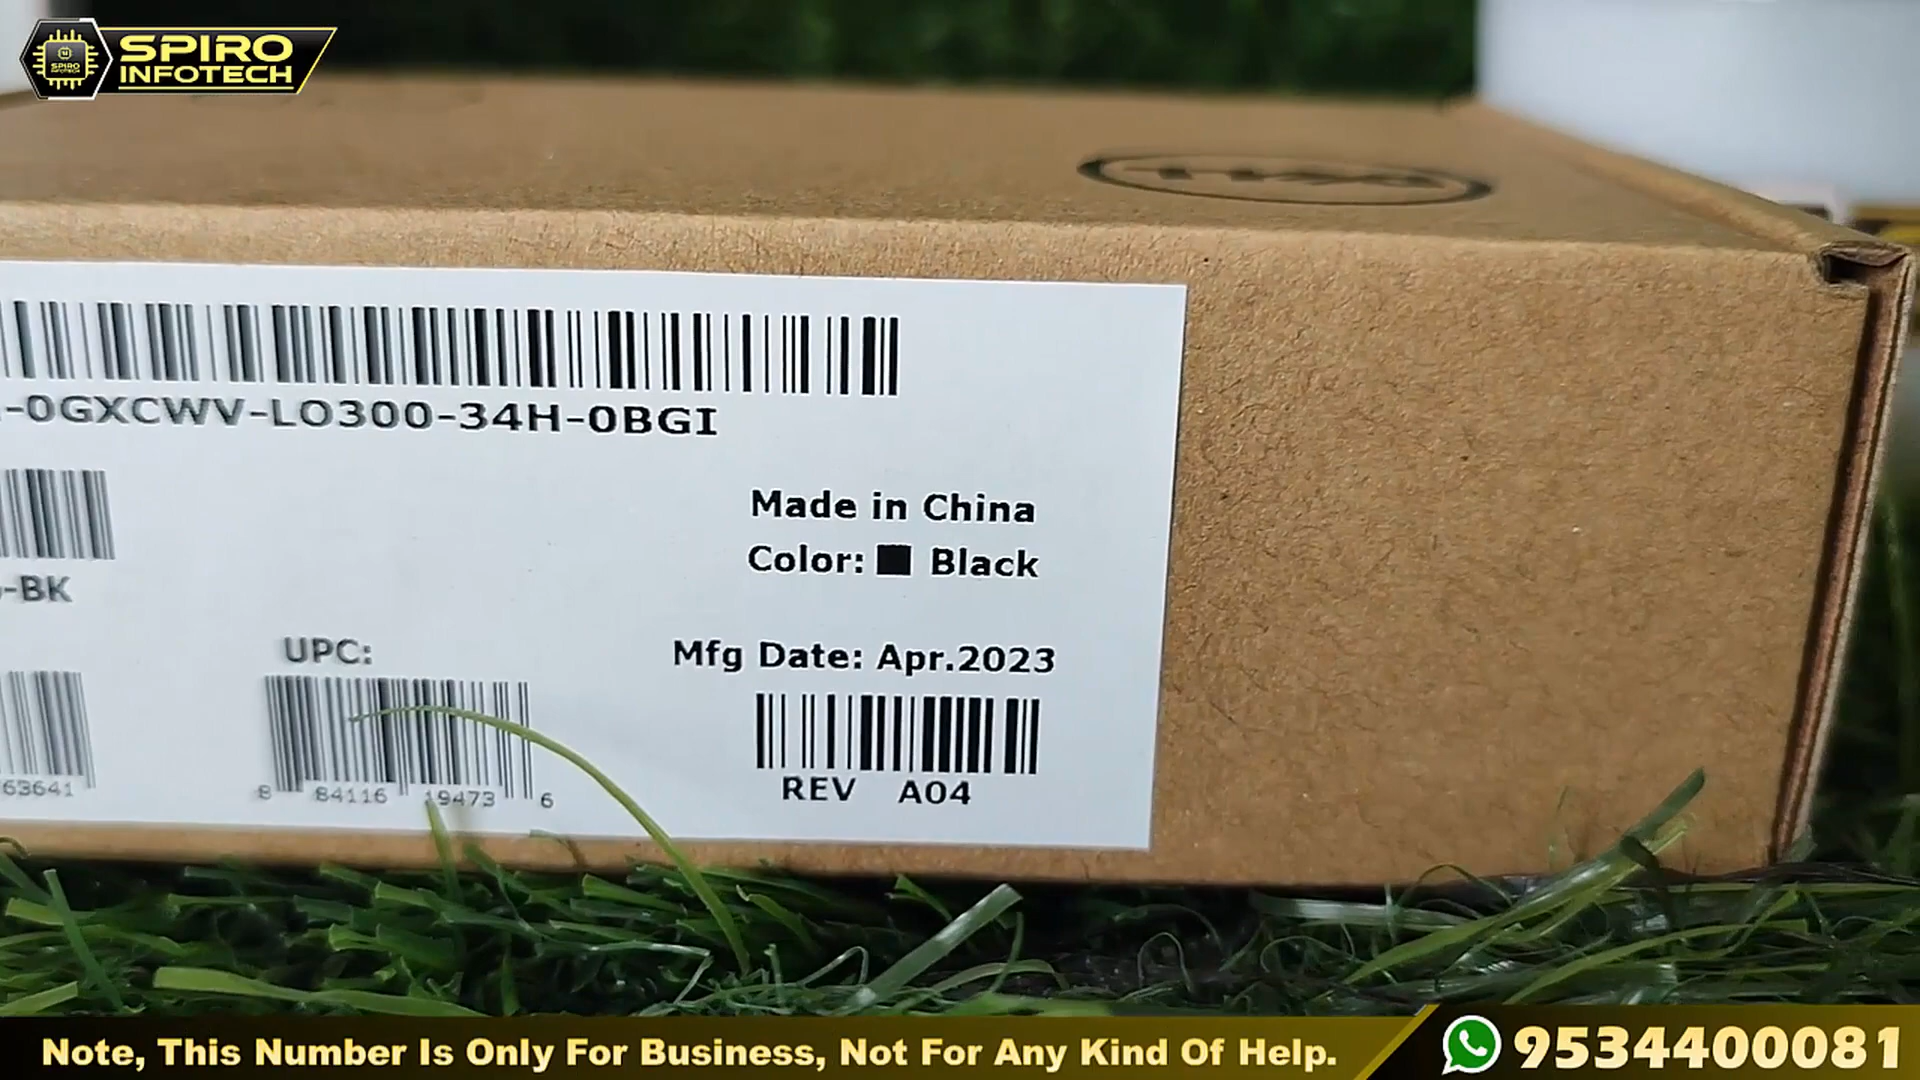 SPIRO
INFOTECH
-0GXCWV-LO300-34H-0BGI
Made in China
Color: Black
-BK
UPC:
Mfg Date: Apr.2023
63641
8 84116 19473 6
REV A04
Note, This Number Is Only For Business, Not For Any Kind Of Help.
9534400081